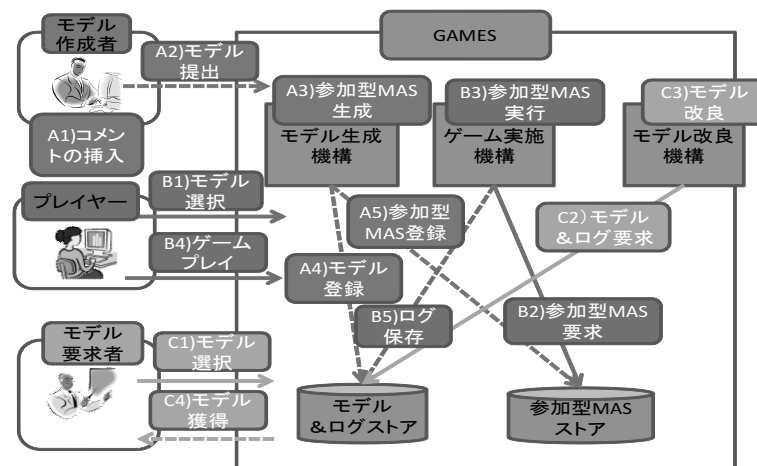 モデル
作成者
A2)モデル
提出
GAMES
A1)コメン
トの挿入
A3)参加型MAS
生成
モデル生成
機構
B3)参加型MAS
実行
ゲーム実施
機構
C3)モデル
改良
モデル改良
機構
プレイヤー
B1)モデル
選択
B4)ゲーム
プレイ
A5)参加型
MAS登録
C2)モデル
&ログ要求
A4)モデル
登録
B5)ログ
保存
B2)参加型MAS
要求
モデル
要求者
C1)モデル
選択
C4)モデル
獲得
モデル
&ログストア
参加型MAS
ストア